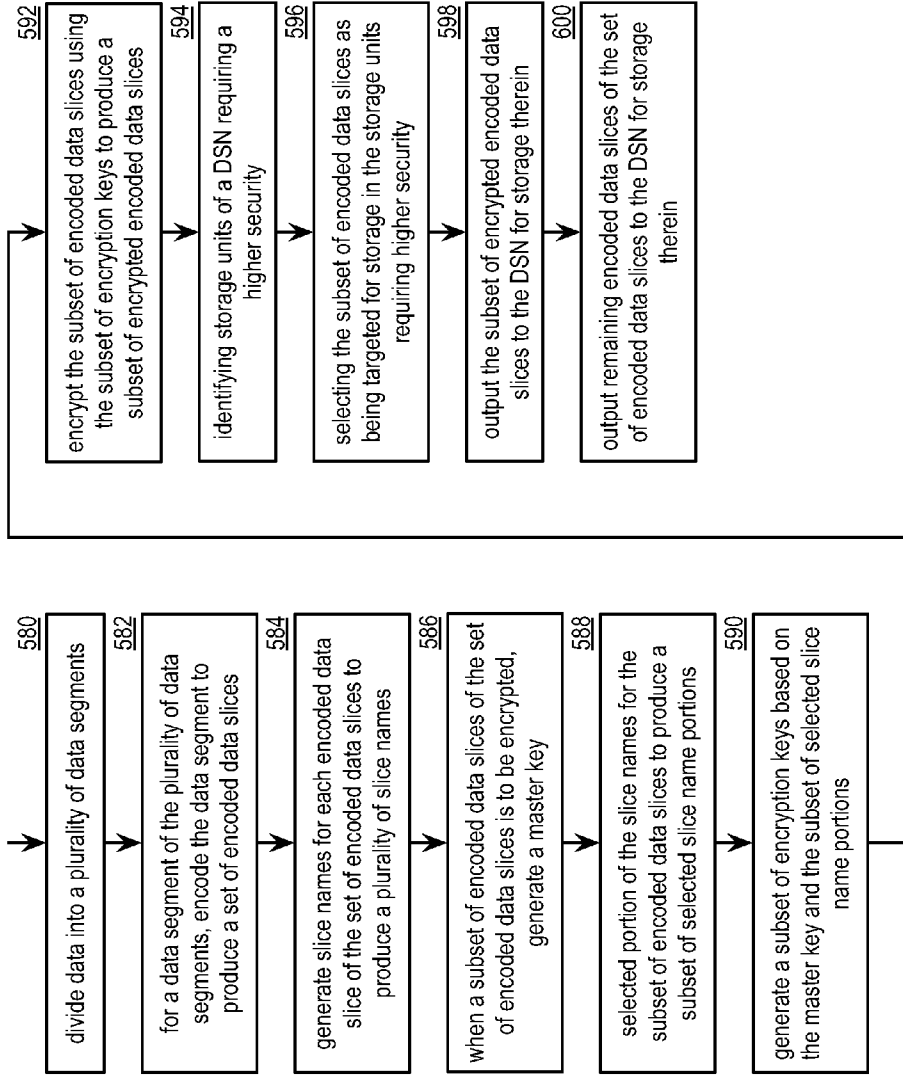 580
divide data into a plurality of data segments
582
for a data segment of the plurality of data
segments, encode the data segment to
produce a set of encoded data slices
584
generate slice names for each encoded data
slice of the set of encoded data slices to
produce a plurality of slice names
586
when a subset of encoded data slices of the set
of encoded data slices is to be encrypted,
generate a master key
588
selected portion of the slice names for the
subset of encoded data slices to produce a
subset of selected slice name portions
590
generate a subset of encryption keys based on
the master key and the subset of selected slice
name portions
592
encrypt the subset of encoded data slices using
the subset of encryption keys to produce a
subset of encrypted encoded data slices
594
identifying storage units of a DSN requiring a
higher security
596
selecting the subset of encoded data slices as
being targeted for storage in the storage units
requiring higher security
598
output the subset of encrypted encoded data
slices to the DSN for storage therein
600
output remaining encoded data slices of the set
of encoded data slices to the DSN for storage
therein